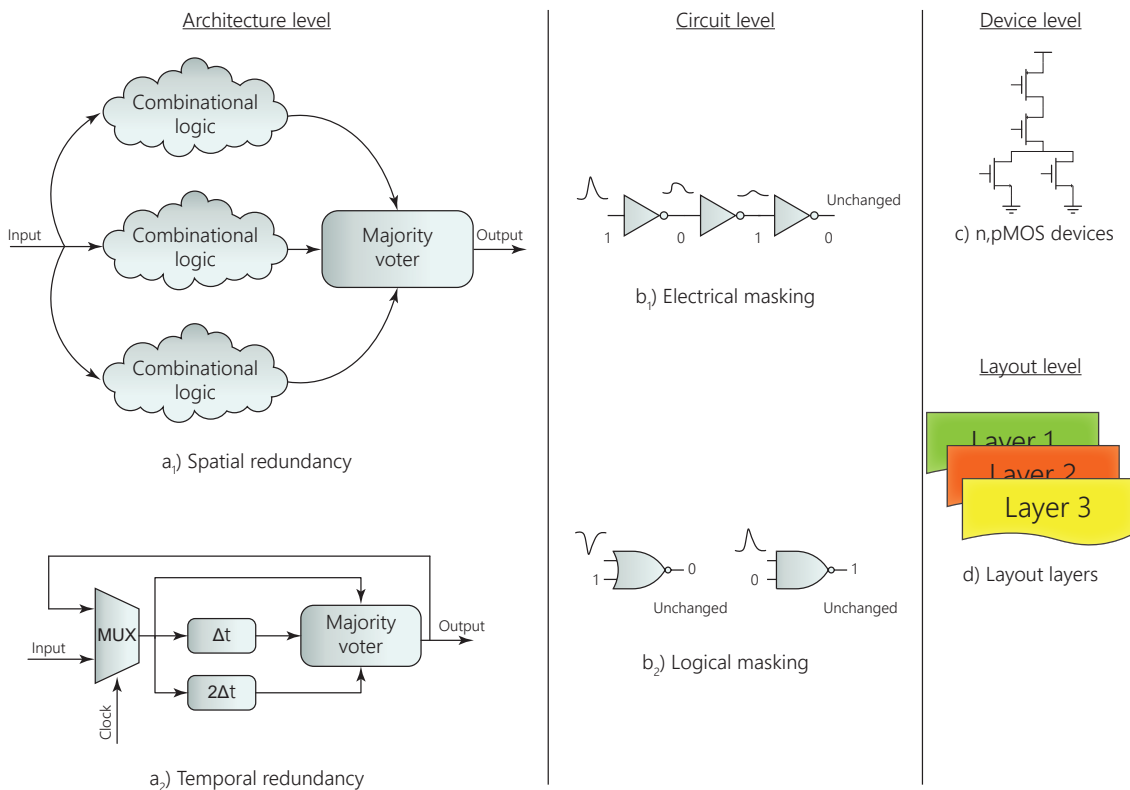 Architecture level
Combinational
logic
Combinational
logic
Combinational
logic
Input
Majority
voter
Output
a1) Spatial redundancy
MUX
Input
Clock
Δt
2Δt
Majority
voter
Output
a2) Temporal redundancy
Circuit level
1
0
1
0
Unchanged
b1) Electrical masking
1
0
Unchanged
0
1
Unchanged
b2) Logical masking
Device level
c) n,pMOS devices
Layout level
Layer 1
Layer 2
Layer 3
d) Layout layers